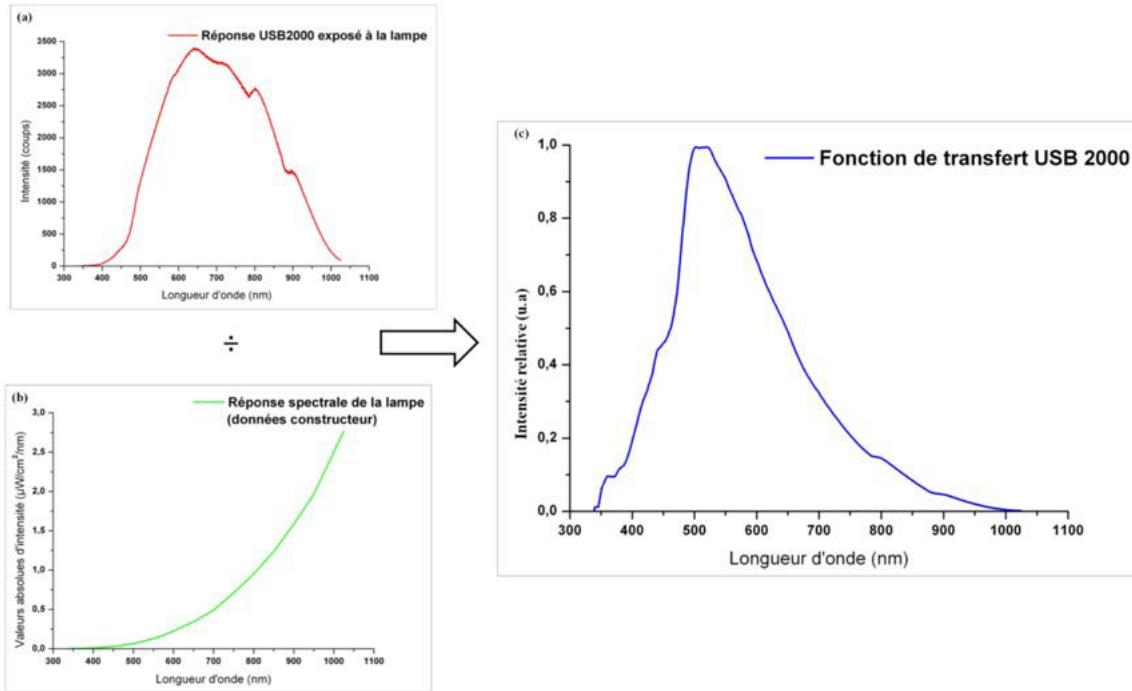 (a)
Réponse USB2000 exposé à la lampe
3500
3000
2500
2000
1500
1000
500
0
Intensité (coups)
300 400 500 600 700 800 900 1000 1100
Longueur d'onde (nm)
÷
(b)
Réponse spectrale de la lampe
(données constructeur)
3,0
2,5
2,0
1,5
1,0
0,5
0,0
Valeurs absolues d'intensité (µW/cm²/nm)
300 400 500 600 700 800 900 1000 1100
Longueur d'onde (nm)
(c)
Fonction de transfert USB 2000
1,0
0,8
0,6
0,4
0,2
0,0
Intensité relative (u.a)
300 400 500 600 700 800 900 1000 1100
Longueur d'onde (nm)